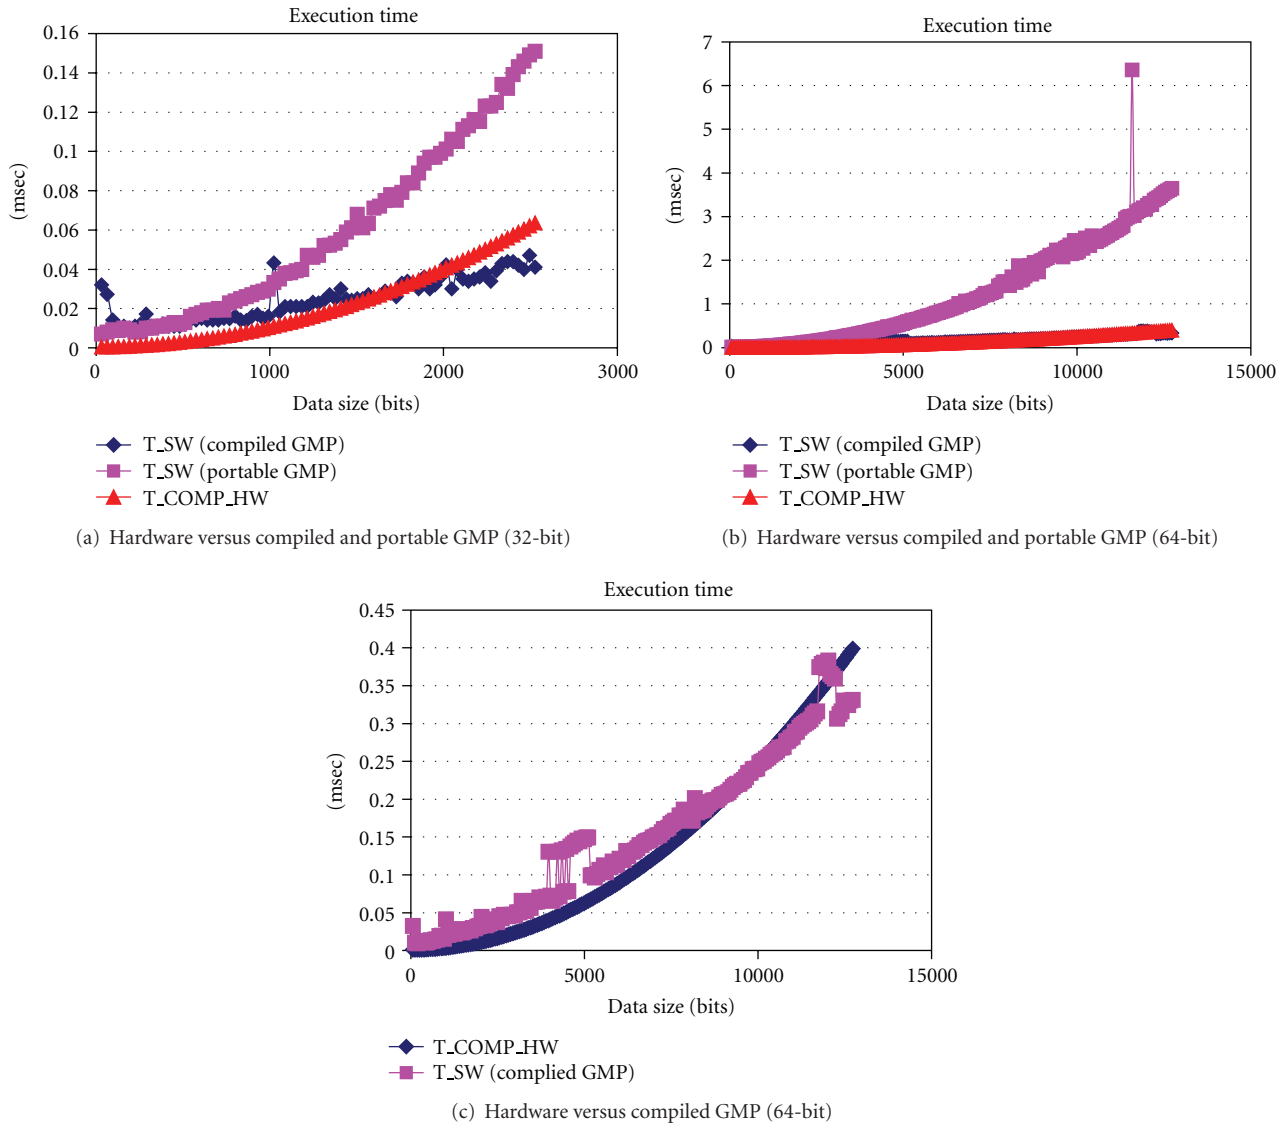 Execution time
0.16
0.14
0.12
0.1
0.08
0.06
0.04
0.02
0
(msec)
0
1000
2000
3000
Data size (bits)
T_SW (compiled GMP)
T_SW (portable GMP)
T_COMP_HW
(a) Hardware versus compiled and portable GMP (32-bit)
Execution time
7
6
5
4
3
2
1
0
(msec)
0
5000
10000
15000
Data size (bits)
T_SW (compiled GMP)
T_SW (portable GMP)
T_COMP_HW
(b) Hardware versus compiled and portable GMP (64-bit)
Execution time
0.45
0.4
0.35
0.3
0.25
0.2
0.15
0.1
0.05
0
(msec)
0
5000
10000
15000
Data size (bits)
T_COMP_HW
T_SW (complied GMP)
(c) Hardware versus compiled GMP (64-bit)